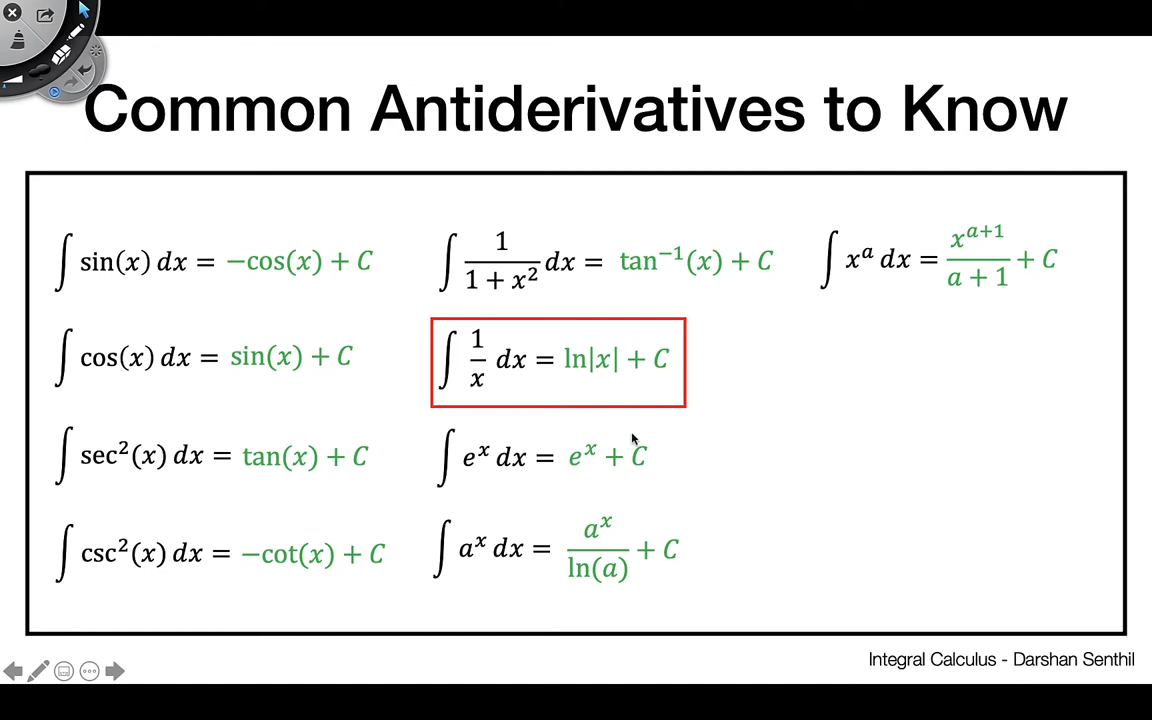 Common Antiderivatives to Know
∫ sin(x) dx = −cos(x) + C
∫ cos(x) dx = sin(x) + C
∫ sec²(x) dx = tan(x) + C
∫ csc²(x) dx = −cot(x) + C
∫ 1/(1 + x²) dx = tan⁻¹(x) + C
∫ 1/x dx = ln|x| + C
∫ eˣ dx = eˣ + C
∫ aˣ dx = aˣ/ln(a) + C
∫ xᵃ dx = xᵃ⁺¹/(a + 1) + C
Integral Calculus - Darshan Senthil